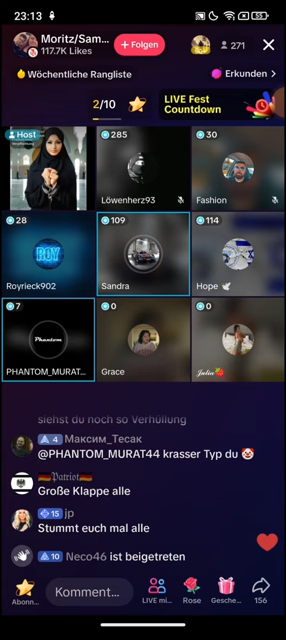 23:13
55
Moritz/Sam...
117.7K Likes
+ Folgen
271
Wöchentliche Rangliste
Erkunden >
2/10
LIVE Fest
Countdown
Host
285
Löwenherz93
30
Fashion
28
ROY
Royrieck902
109
Sandra
114
Hope 🕊
7
Phantom
PHANTOM_MURAT...
0
Grace
0
Julia🍓
siehst du noch so Verhüllung
4 Максим_Тесак
@PHANTOM_MURAT44 krasser Typ du 🤡
🇩🇪𝔓𝔞𝔱𝔯𝔦𝔬𝔱🇩🇪
Große Klappe alle
15 jp
Stummt euch mal alle
10 Neco46 ist beigetreten
Abonn...
Komment...
LIVE mi...
Rose
Gesche...
156